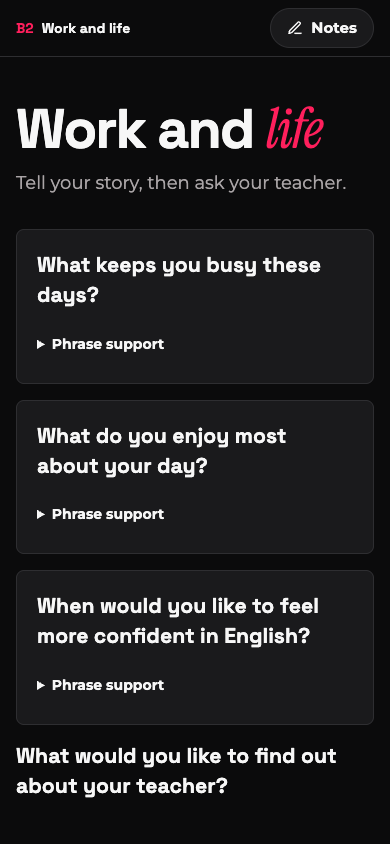 B2 Work and life
Notes
Work and life
Tell your story, then ask your teacher.
What keeps you busy these
days?
Phrase support
What do you enjoy most
about your day?
Phrase support
When would you like to feel
more confident in English?
Phrase support
What would you like to find out
about your teacher?